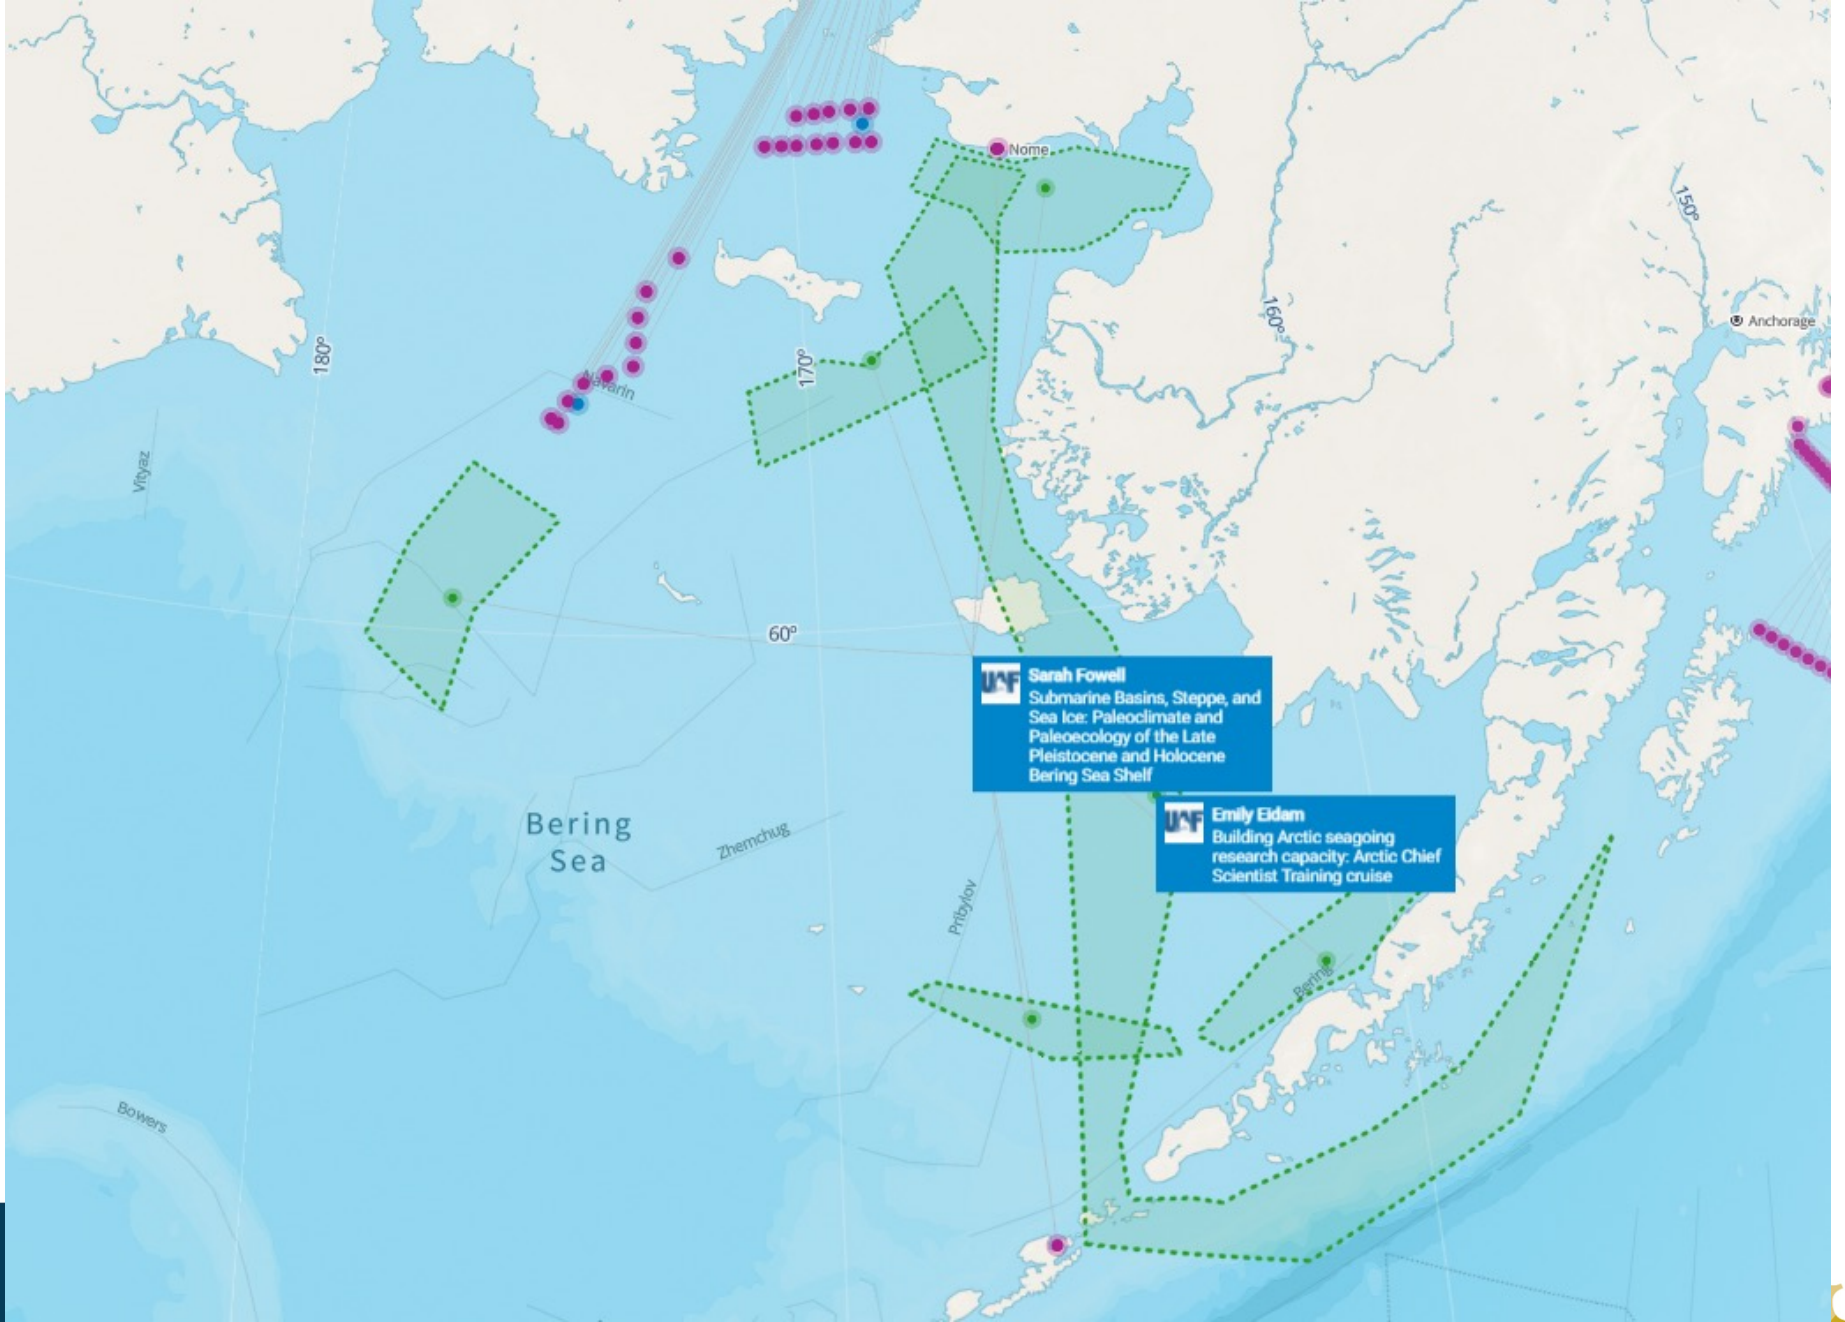 Nome
150°
180°
170°
160°
Anchorage
Navarin
Vityaz
60°
UAF
Sarah Fowell
Submarine Basins, Steppe, and
Sea Ice: Paleoclimate and
Paleoecology of the Late
Pleistocene and Holocene
Bering Sea Shelf
UAF
Emily Eidam
Building Arctic seagoing
research capacity: Arctic Chief
Scientist Training cruise
Bering
Sea
Zhemchug
Pribylov
Bering
Bowers